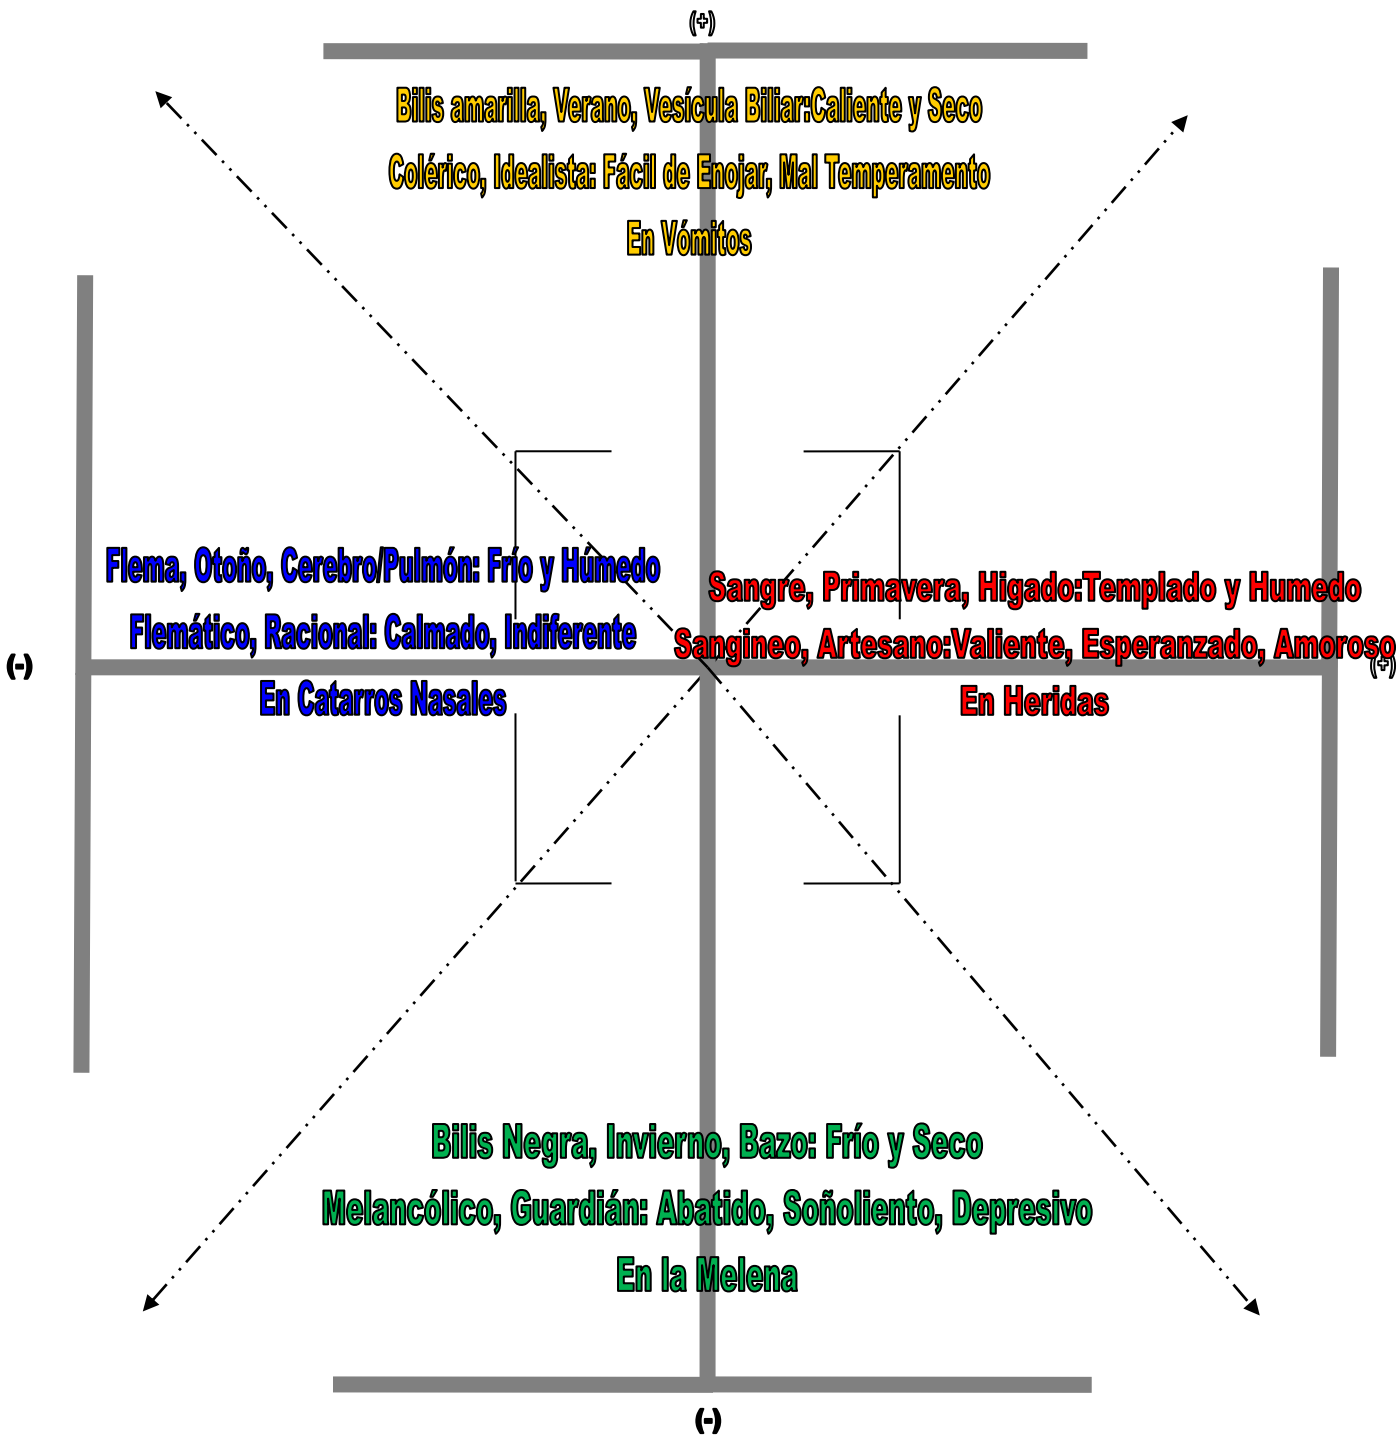 (+)
Bilis amarilla, Verano, Vesícula Biliar:Caliente y Seco
Colérico, Idealista: Fácil de Enojar, Mal Temperamento
En Vómitos
Flema, Otoño, Cerebro/Pulmón: Frío y Húmedo
Flemático, Racional: Calmado, Indiferente
En Catarros Nasales
(-)
Sangre, Primavera, Higado:Templado y Humedo
Sangineo, Artesano:Valiente, Esperanzado, Amoroso
En Heridas
(+)
Bilis Negra, Invierno, Bazo: Frío y Seco
Melancólico, Guardián: Abatido, Soñoliento, Depresivo
En la Melena
(-)